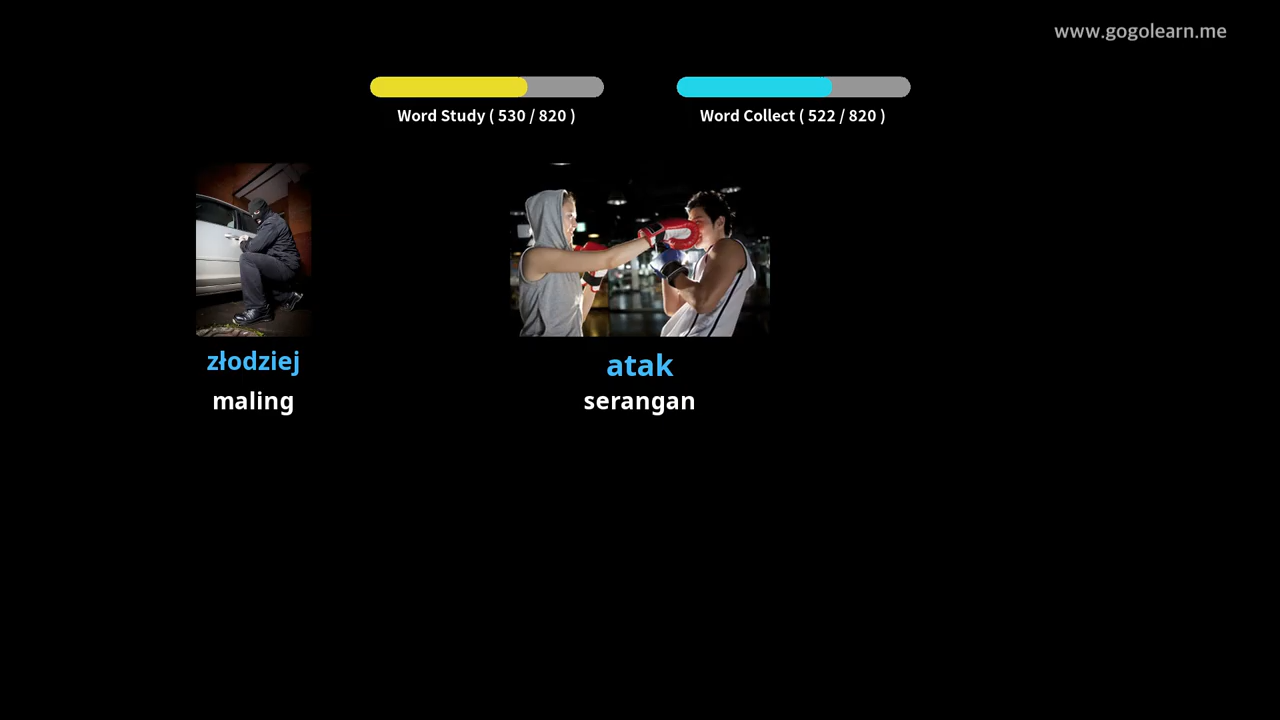 www.gogolearn.me
Word Study ( 530 / 820 )
Word Collect ( 522 / 820 )
złodziej
maling
atak
serangan